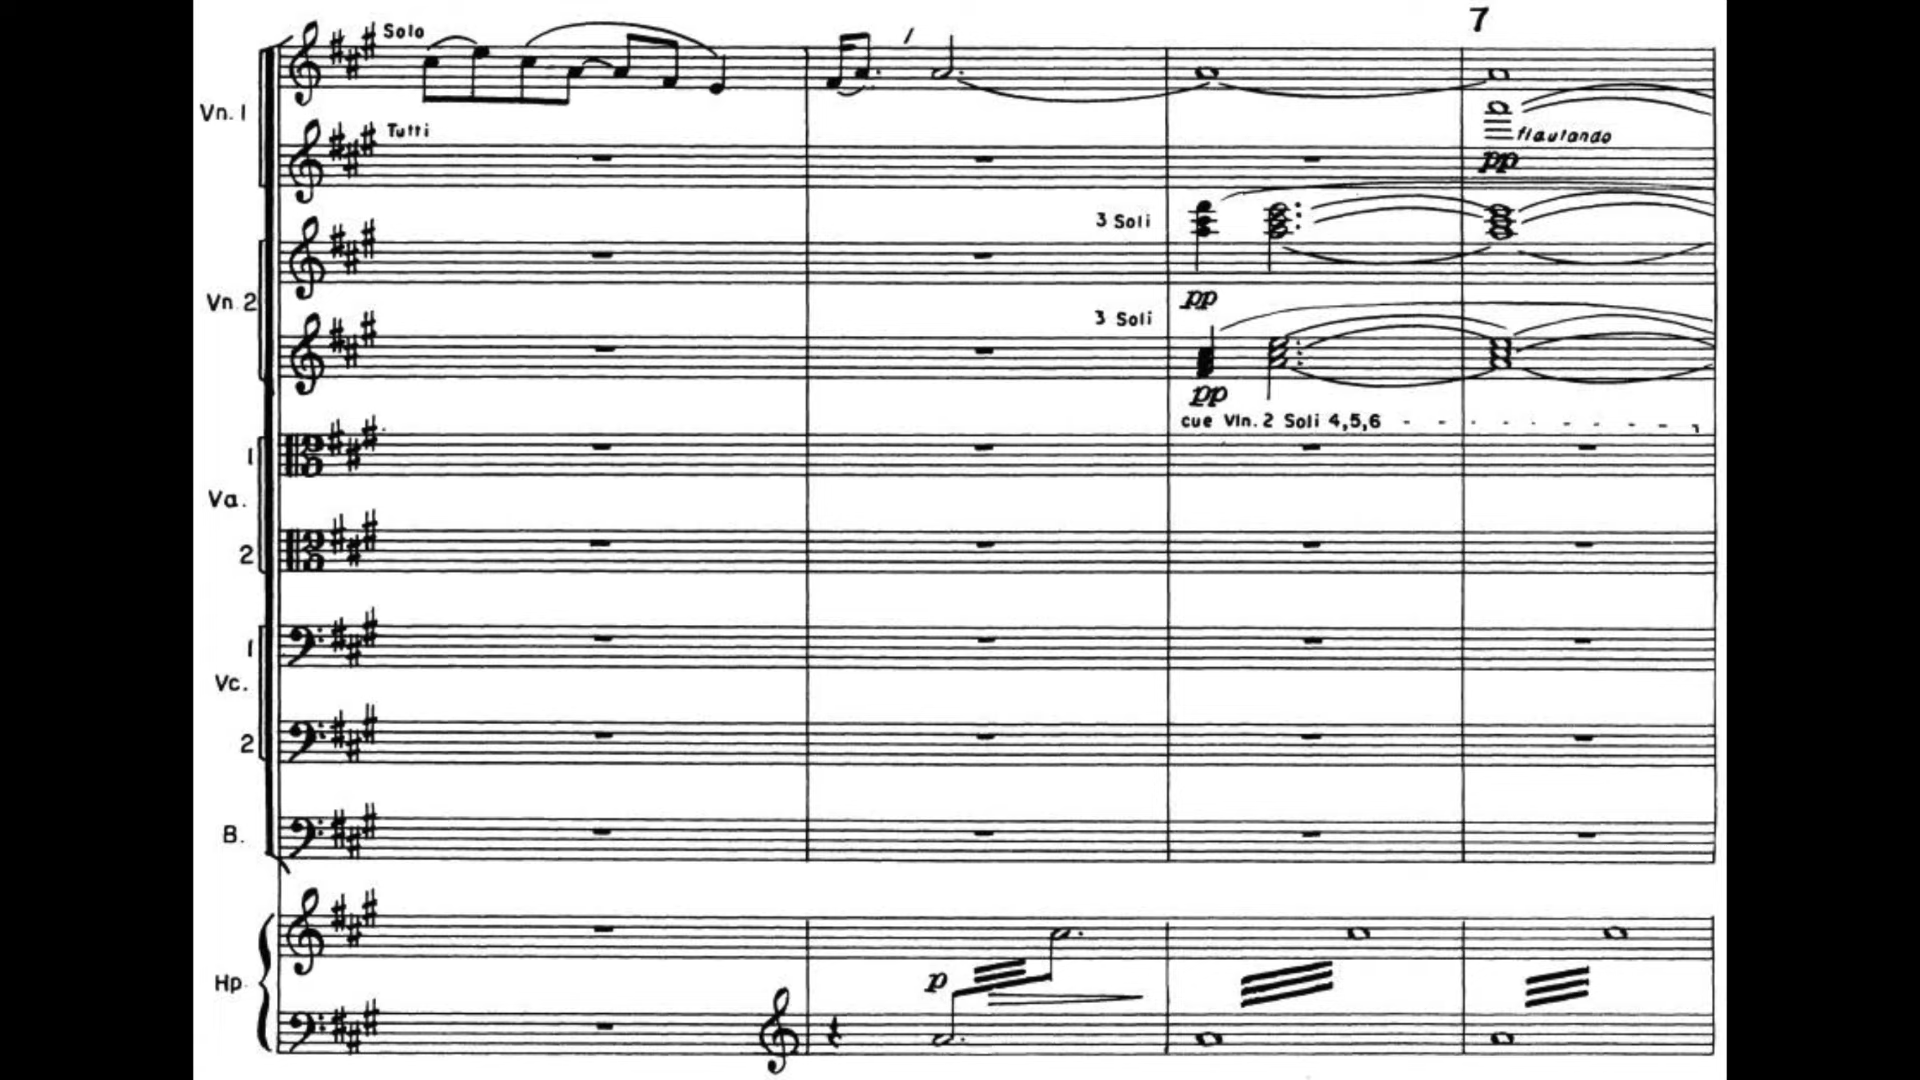 7
Solo
Vn. 1
Tutti
flautando
pp
3 Soli
Vn. 2
pp
3 Soli
pp
cue Vln. 2 Soli 4,5,6
1
Va.
2
1
Vc.
2
B.
Hp.
p